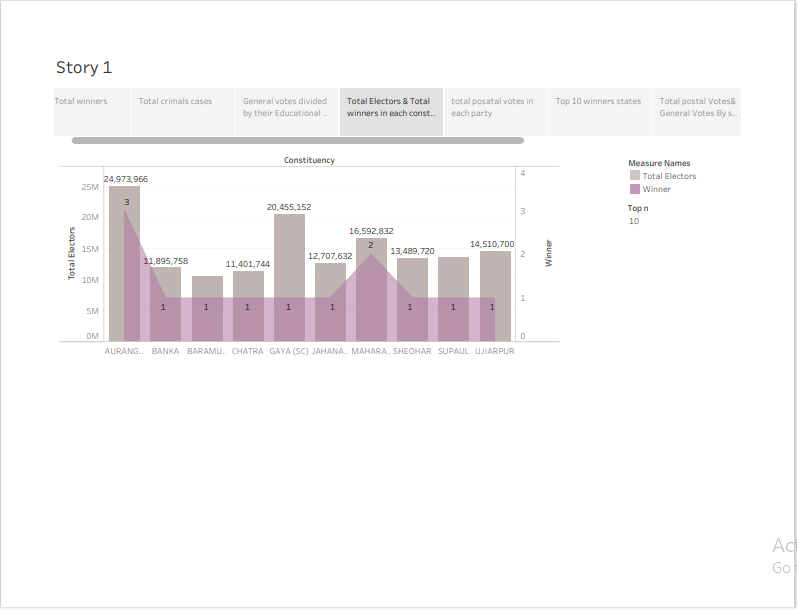 Story 1
Total winners
Total crimals cases
General votes divided
by their Educational ..
Total Electors & Total
winners in each const..
total posatal votes in
each party
Top 10 winners states
Total postal Votes&
General Votes By s..
Constituency
Measure Names
Total Electors
Winner
Top n
10
Total Electors
25M
20M
15M
10M
5M
0M
24,973,966
11,895,758
11,401,744
20,455,152
12,707,632
16,592,832
13,489,720
14,510,700
3
1
1
1
1
1
2
1
1
1
4
3
2
1
0
Winner
AURANG..
BANKA
BARAMU..
CHATRA
GAYA (SC)
JAHANA..
MAHARA..
SHEOHAR
SUPAUL
UJIARPUR
Go